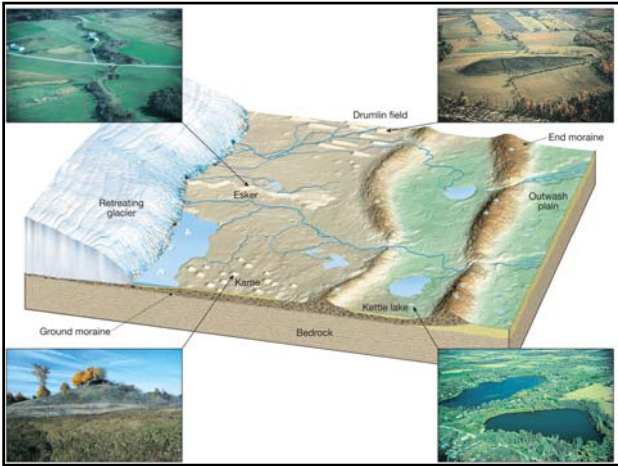 Drumlin field
End moraine
Retreating
glacier
Esker
Outwash
plain
Kame
Kettle lake
Ground moraine
Bedrock